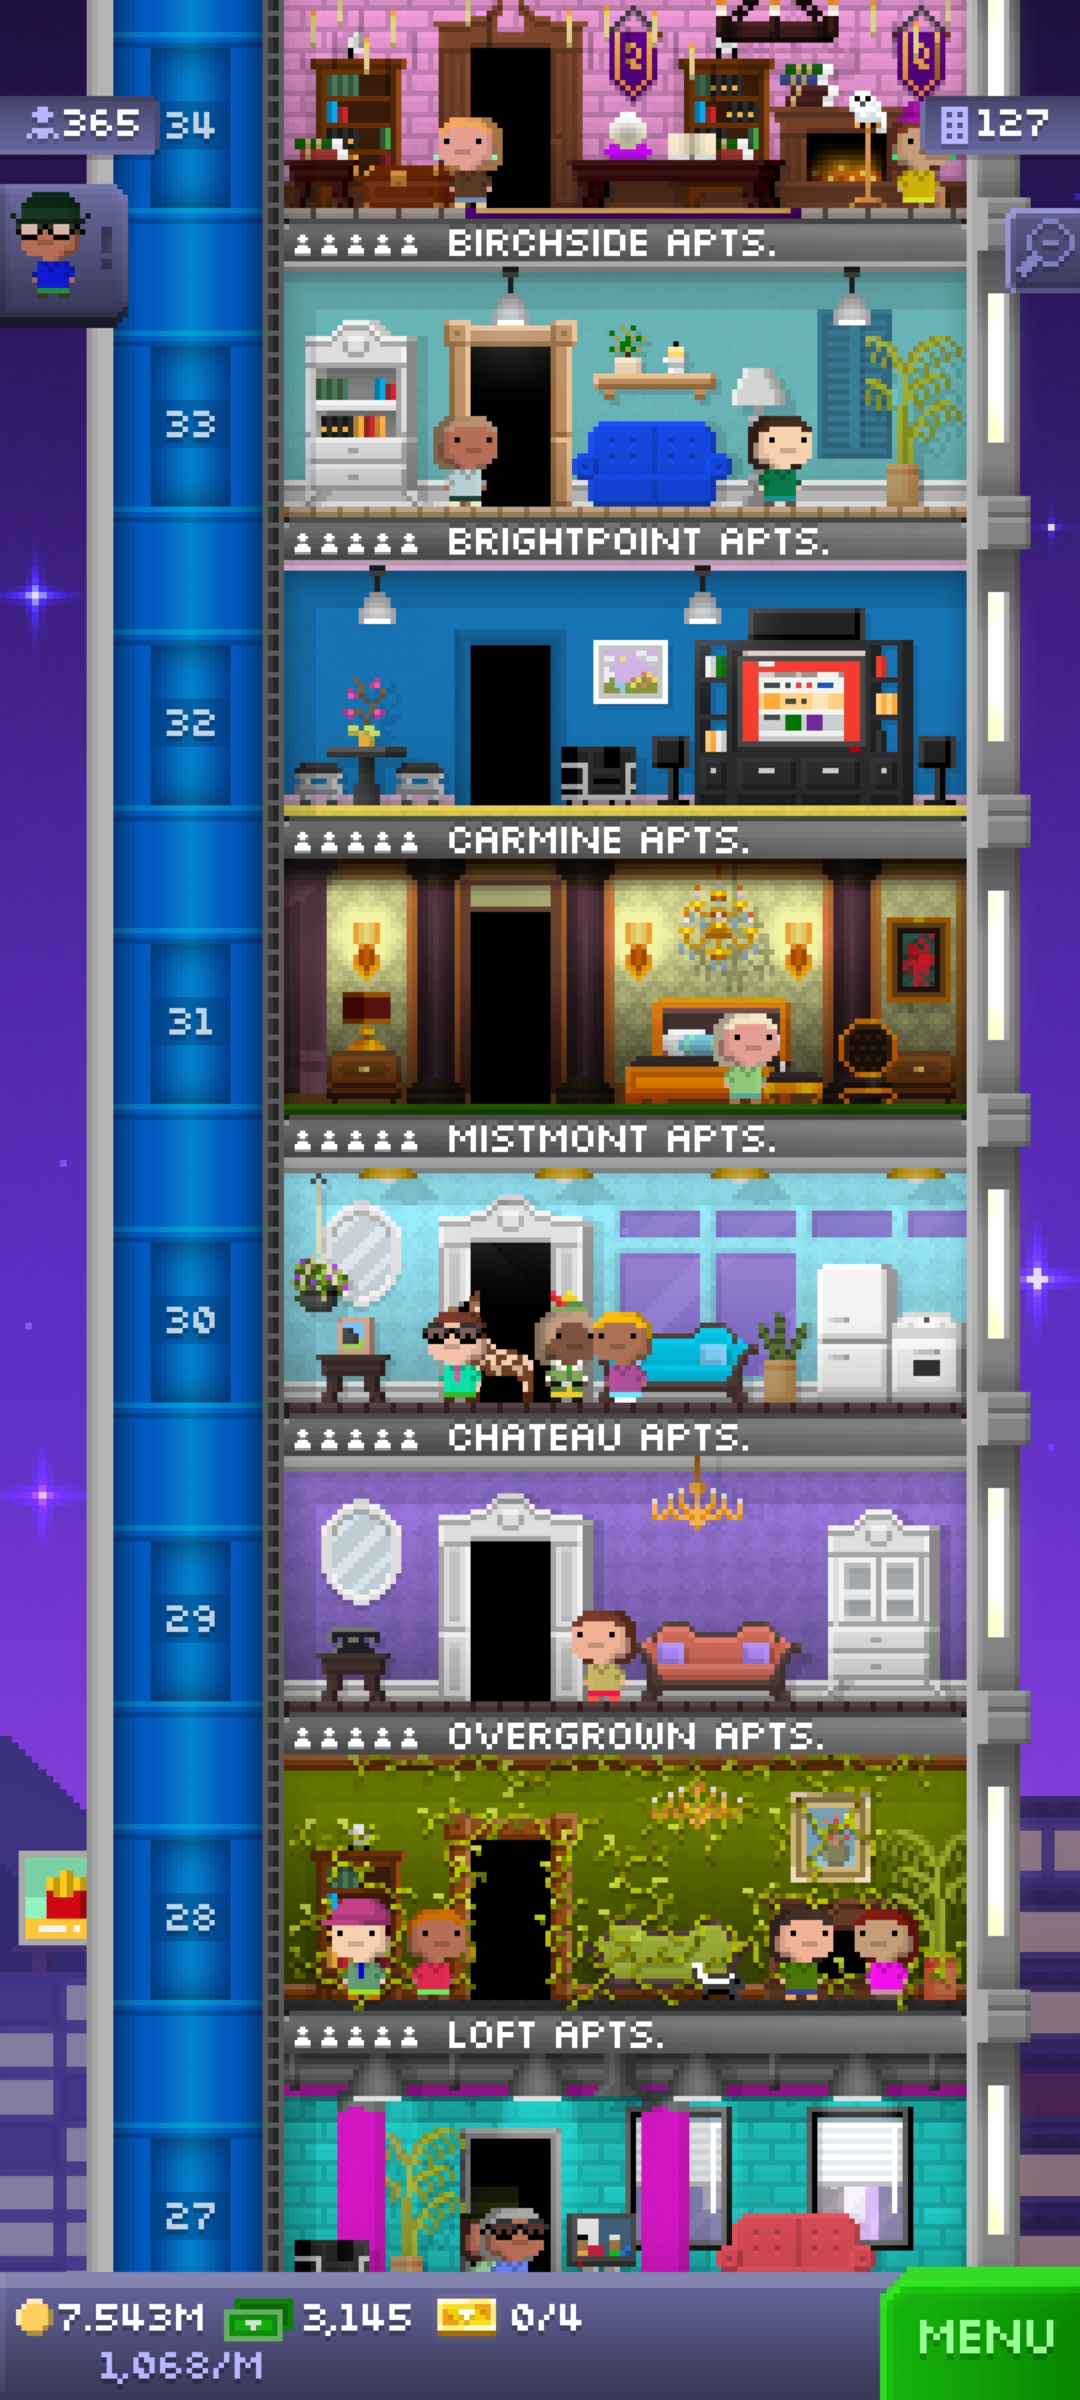 365
34
127
!
BIRCHSIDE APTS.
33
BRIGHTPOINT APTS.
32
CARMINE APTS.
31
MISTMONT APTS.
30
CHATEAU APTS.
29
OVERGROWN APTS.
28
LOFT APTS.
27
7.543M 3,145 0/4
1,068/M
MENU